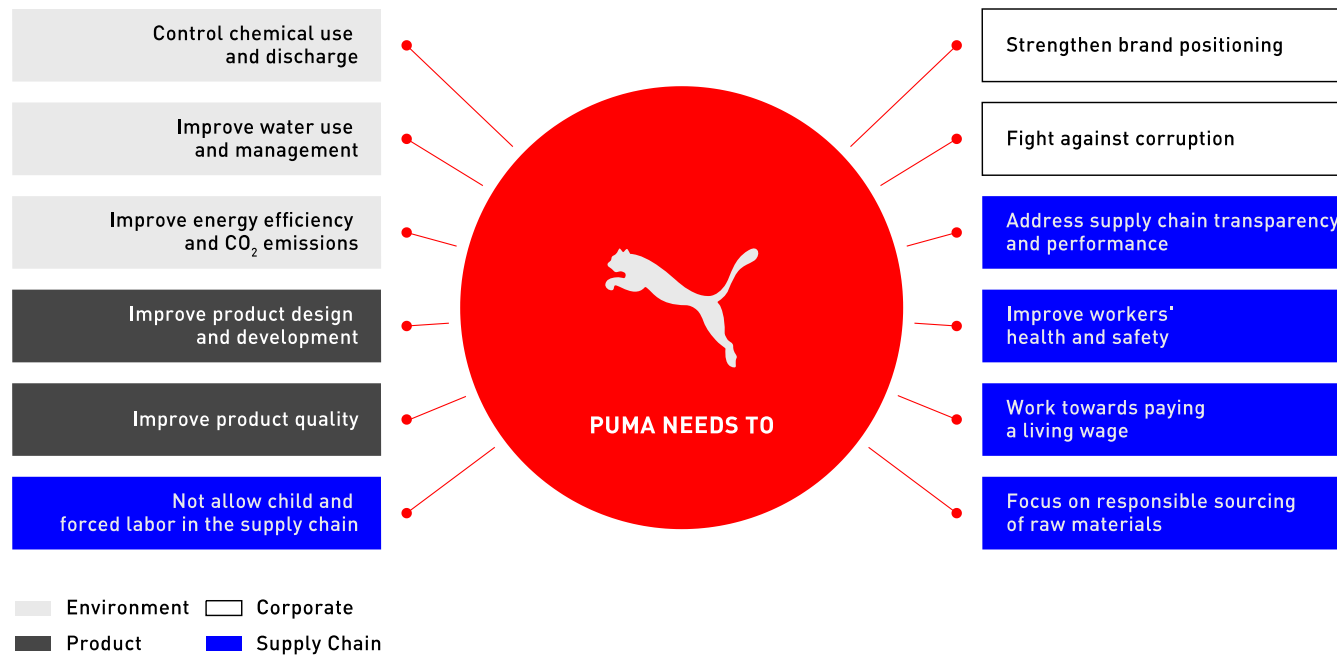 Control chemical use
and discharge
Improve water use
and management
Improve energy efficiency
and CO₂ emissions
Improve product design
and development
Improve product quality
Not allow child and
forced labor in the supply chain
PUMA NEEDS TO
Strengthen brand positioning
Fight against corruption
Address supply chain transparency
and performance
Improve workers'
health and safety
Work towards paying
a living wage
Focus on responsible sourcing
of raw materials
Environment
Corporate
Product
Supply Chain